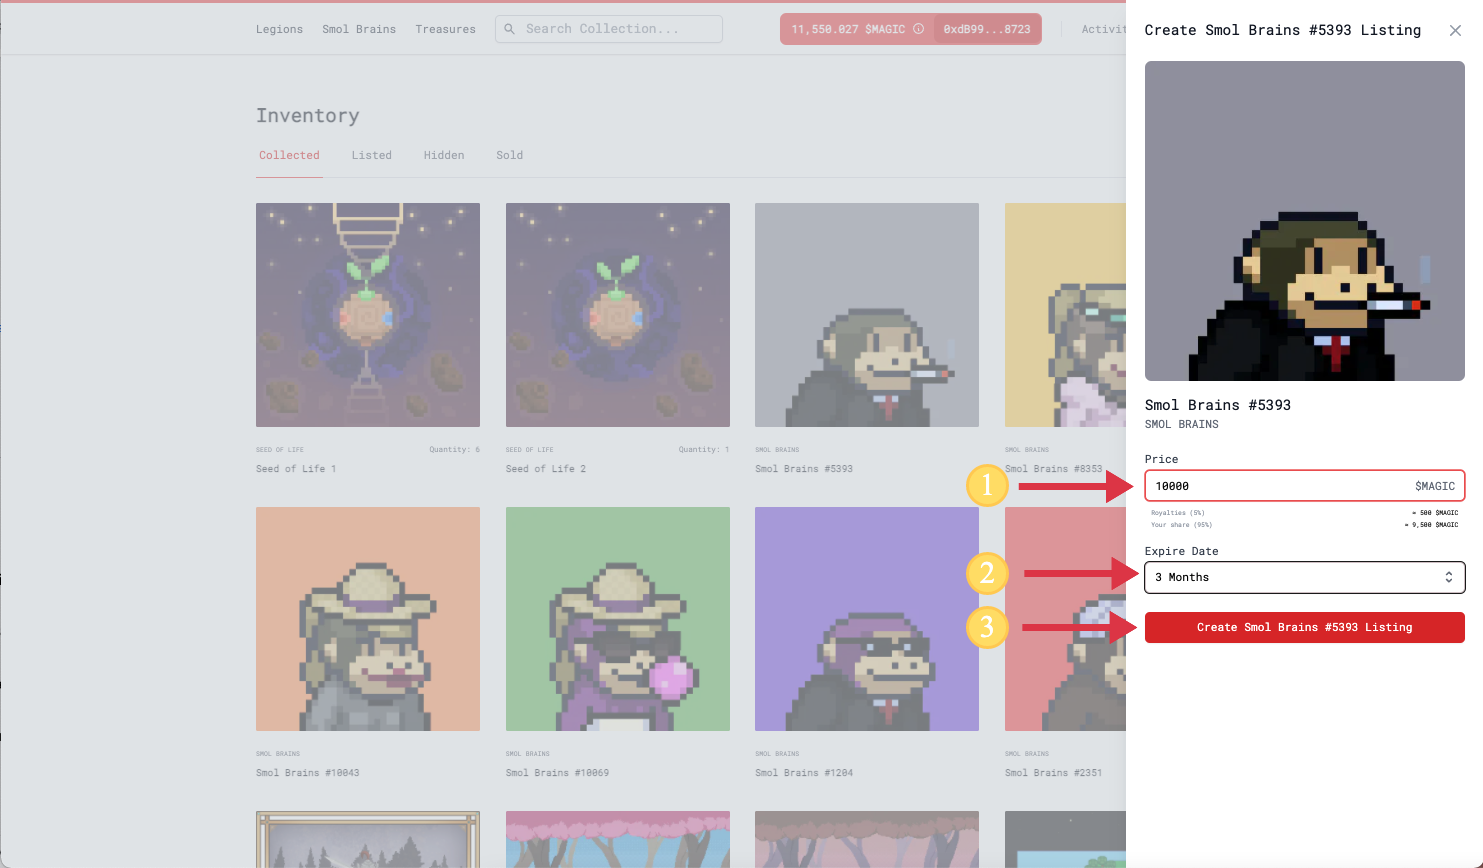 Legions Smol Brains Treasures Search Collection... 11,550.027 $MAGIC 0xdB99...8723 Activit
Inventory
Collected Listed Hidden Sold
SEED OF LIFE Quantity: 6
Seed of Life 1
SEED OF LIFE Quantity: 1
Seed of Life 2
SMOL BRAINS
Smol Brains #5393
SMOL BRAINS
Smol Brains #8353
SMOL BRAINS
Smol Brains #10043
SMOL BRAINS
Smol Brains #10069
SMOL BRAINS
Smol Brains #1204
SMOL BRAINS
Smol Brains #2351
Create Smol Brains #5393 Listing
Smol Brains #5393
SMOL BRAINS
Price
1
10000 $MAGIC
Royalties (5%) = 500 $MAGIC
Your share (95%) = 9,500 $MAGIC
Expire Date
2
3 Months
3
Create Smol Brains #5393 Listing